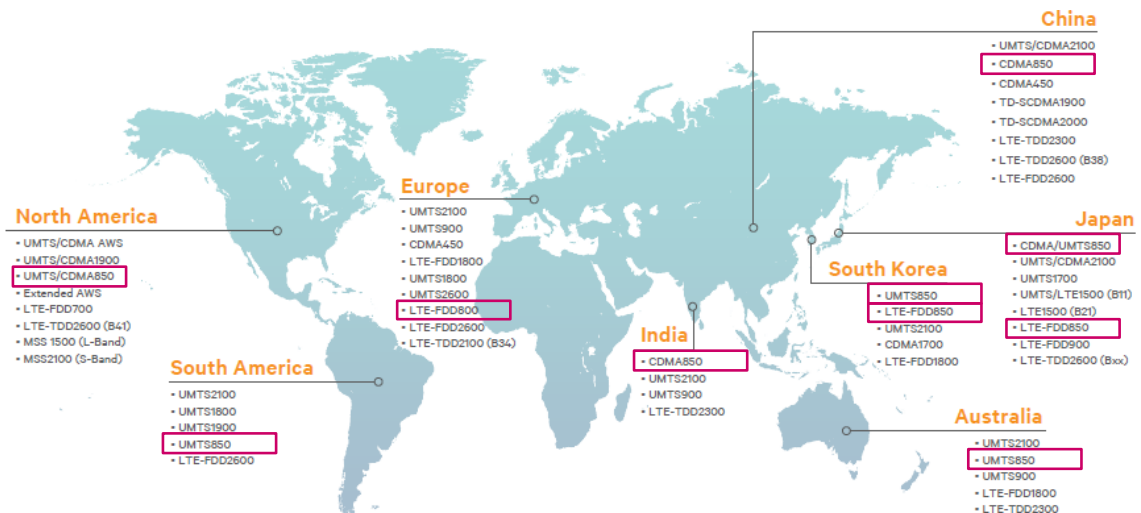 China
▪ UMTS/CDMA2100
▪ CDMA850
▪ CDMA450
▪ TD-SCDMA1900
▪ TD-SCDMA2000
▪ LTE-TDD2300
▪ LTE-TDD2600 (B38)
▪ LTE-FDD2600
Europe
▪ UMTS2100
▪ UMTS900
▪ CDMA450
▪ LTE-FDD1800
▪ UMTS1800
▪ UMTS2600
▪ LTE-FDD800
▪ LTE-FDD2600
▪ LTE-TDD2100 (B34)
North America
▪ UMTS/CDMA AWS
▪ UMTS/CDMA1900
▪ UMTS/CDMA850
▪ Extended AWS
▪ LTE-FDD700
▪ LTE-TDD2600 (B41)
▪ MSS 1500 (L-Band)
▪ MSS2100 (S-Band)
Japan
▪ CDMA/UMTS850
▪ UMTS/CDMA2100
▪ UMTS1700
▪ UMTS/LTE1500 (B11)
▪ LTE1500 (B21)
▪ LTE-FDD850
▪ LTE-FDD900
▪ LTE-TDD2600 (Bxx)
South Korea
▪ UMTS850
▪ LTE-FDD850
▪ UMTS2100
▪ CDMA1700
▪ LTE-FDD1800
India
▪ CDMA850
▪ UMTS2100
▪ UMTS900
▪ LTE-TDD2300
South America
▪ UMTS2100
▪ UMTS1800
▪ UMTS1900
▪ UMTS850
▪ LTE-FDD2600
Australia
▪ UMTS2100
▪ UMTS850
▪ UMTS900
▪ LTE-FDD1800
▪ LTE-TDD2300